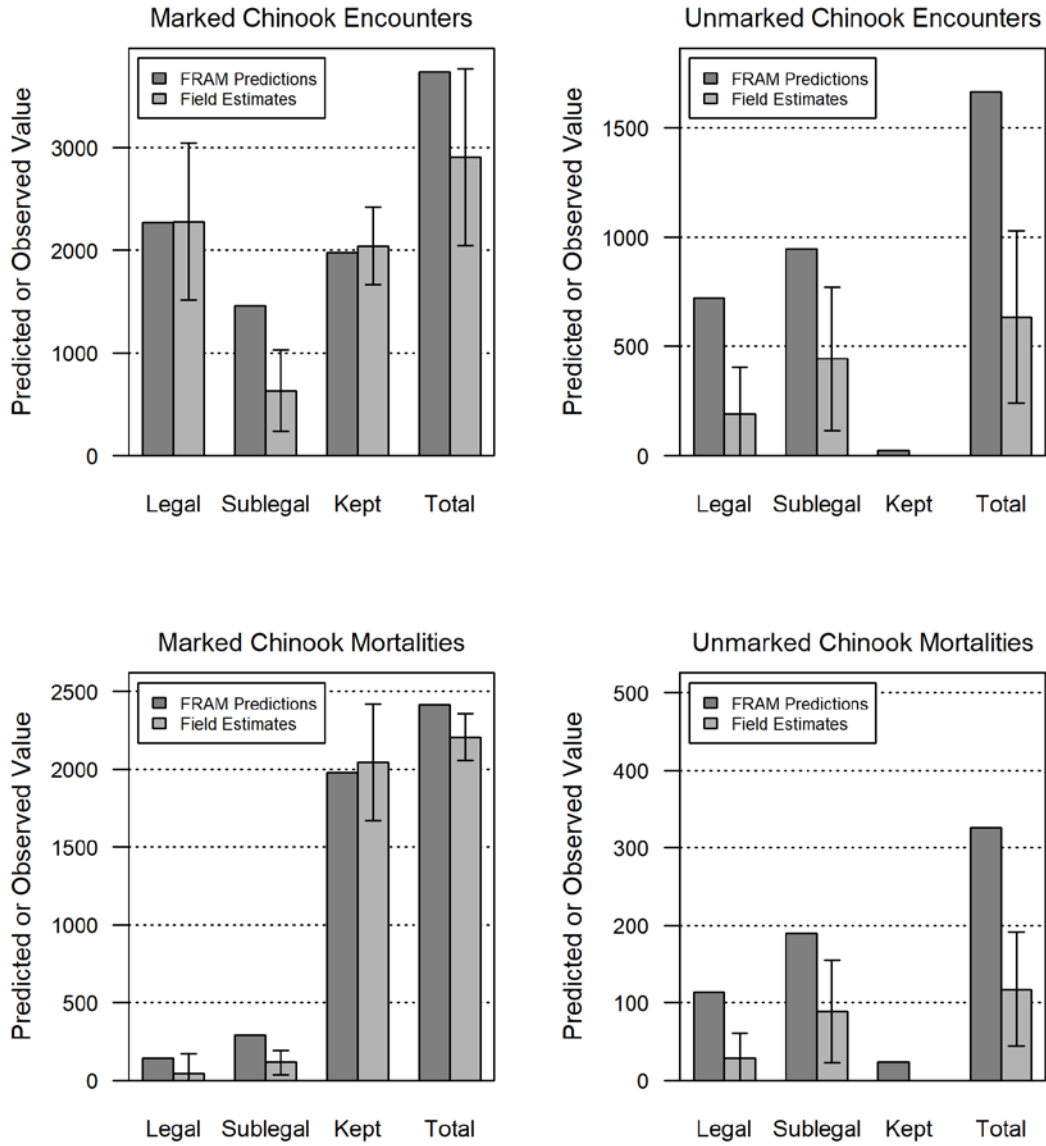 Marked Chinook Encounters
Predicted or Observed Value
FRAM Predictions
Field Estimates
3000
2000
1000
0
Legal Sublegal Kept Total
Unmarked Chinook Encounters
Predicted or Observed Value
FRAM Predictions
Field Estimates
1500
1000
500
0
Legal Sublegal Kept Total
Marked Chinook Mortalities
Predicted or Observed Value
FRAM Predictions
Field Estimates
2500
2000
1500
1000
500
0
Legal Sublegal Kept Total
Unmarked Chinook Mortalities
Predicted or Observed Value
FRAM Predictions
Field Estimates
500
400
300
200
100
0
Legal Sublegal Kept Total